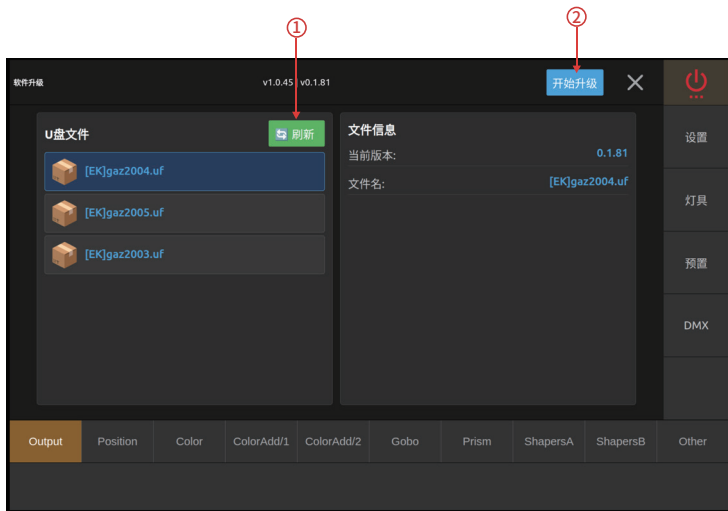 ① ②
软件升级 v1.0.45 v0.1.81 开始升级
U盘文件 刷新
[EK]gaz2004.uf
[EK]gaz2005.uf
[EK]gaz2003.uf
文件信息
当前版本: 0.1.81
文件名: [EK]gaz2004.uf
设置
灯具
预置
DMX
Output Position Color ColorAdd/1 ColorAdd/2 Gobo Prism ShapersA ShapersB Other